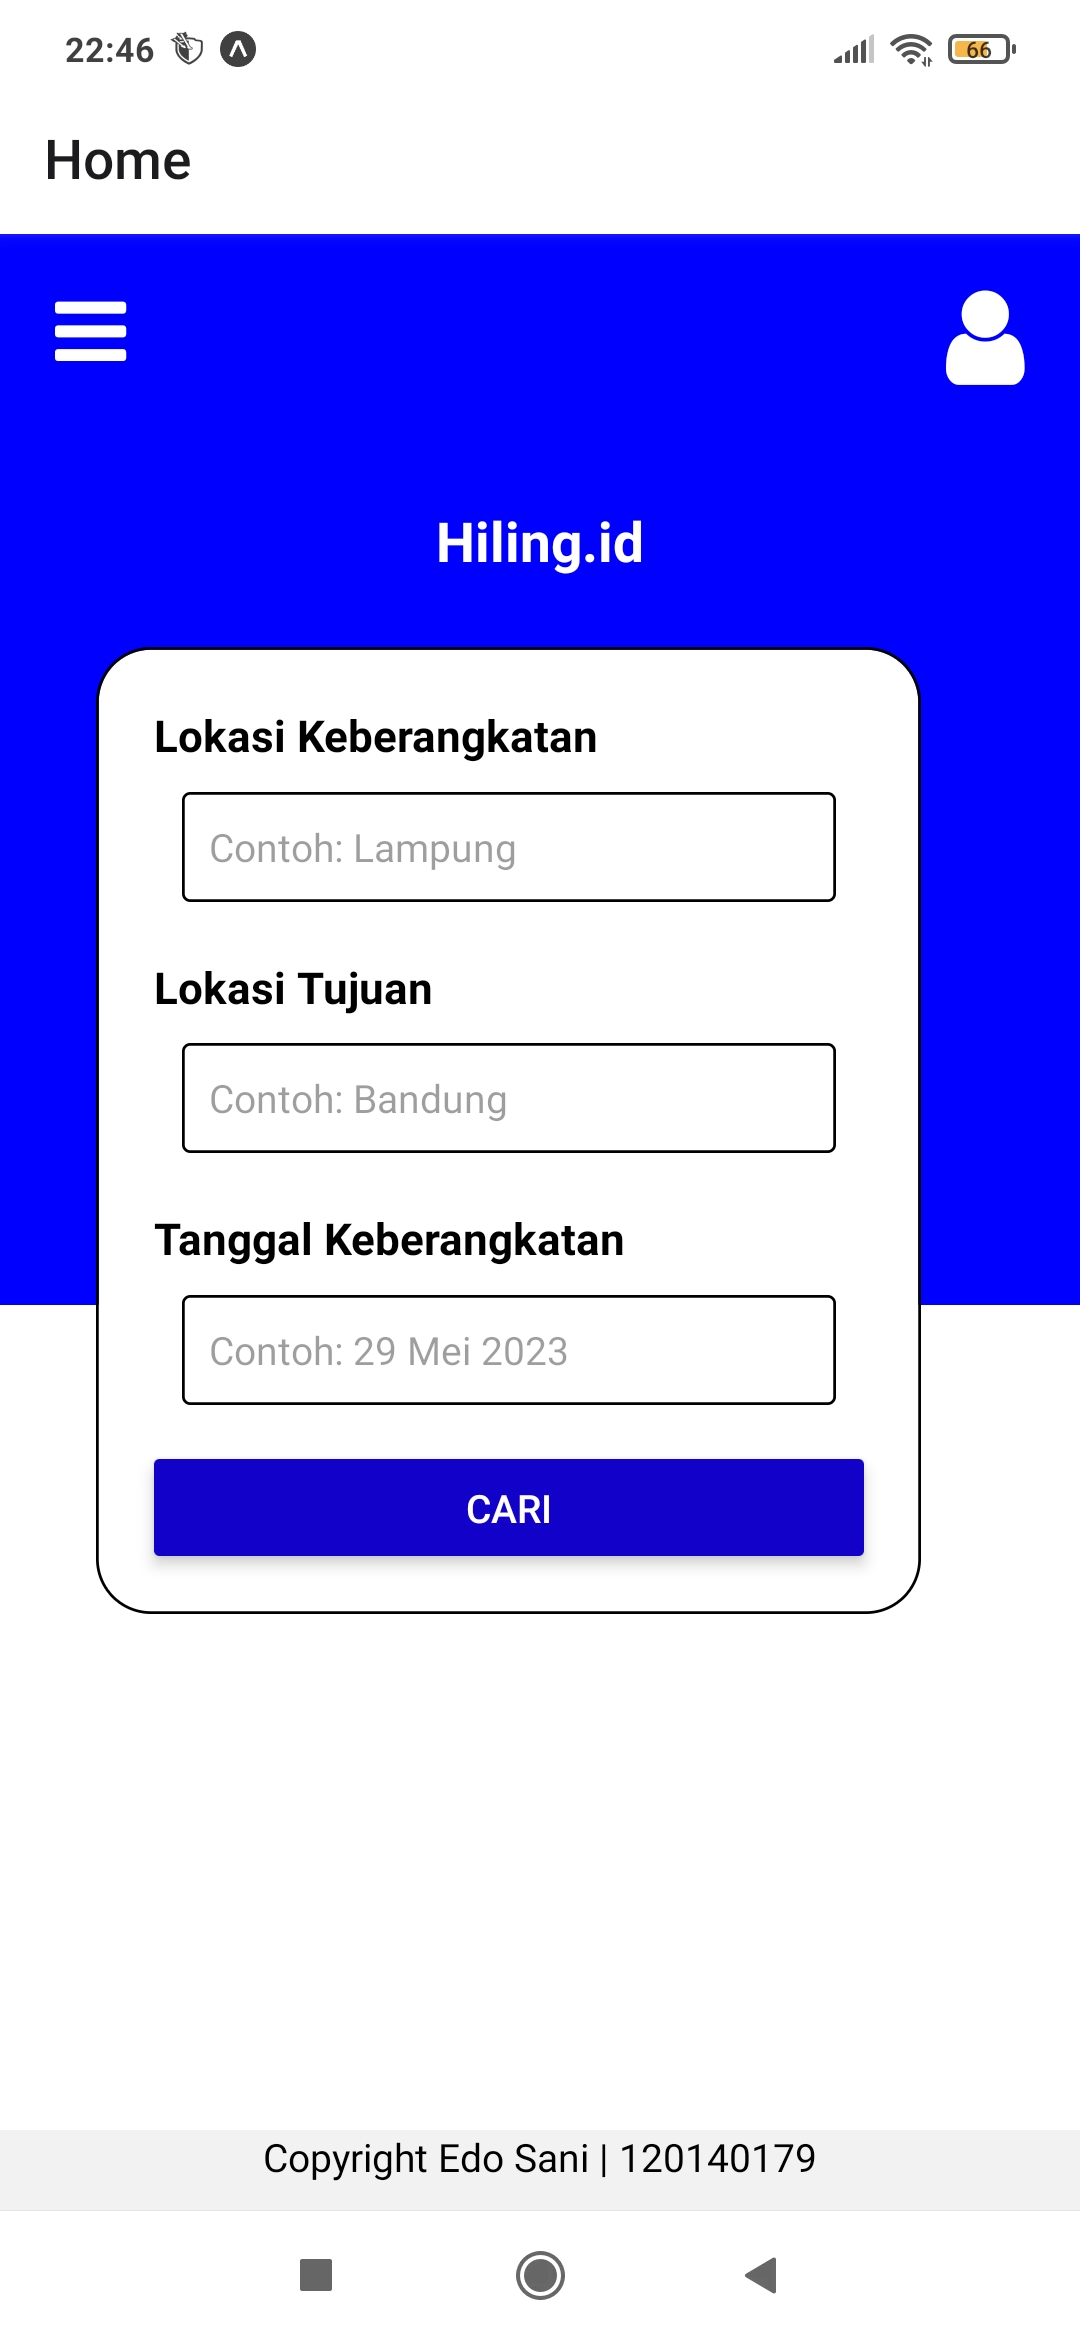 22:46
66
Home
Hiling.id
Lokasi Keberangkatan
Contoh: Lampung
Lokasi Tujuan
Contoh: Bandung
Tanggal Keberangkatan
Contoh: 29 Mei 2023
CARI
Copyright Edo Sani | 120140179